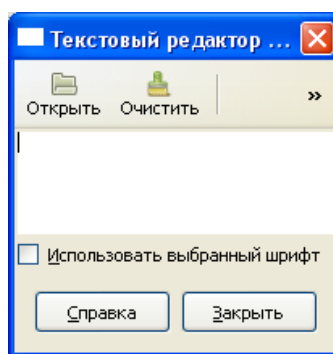 Текстовый редактор ...
Открыть Очистить »
Использовать выбранный шрифт
Справка Закрыть